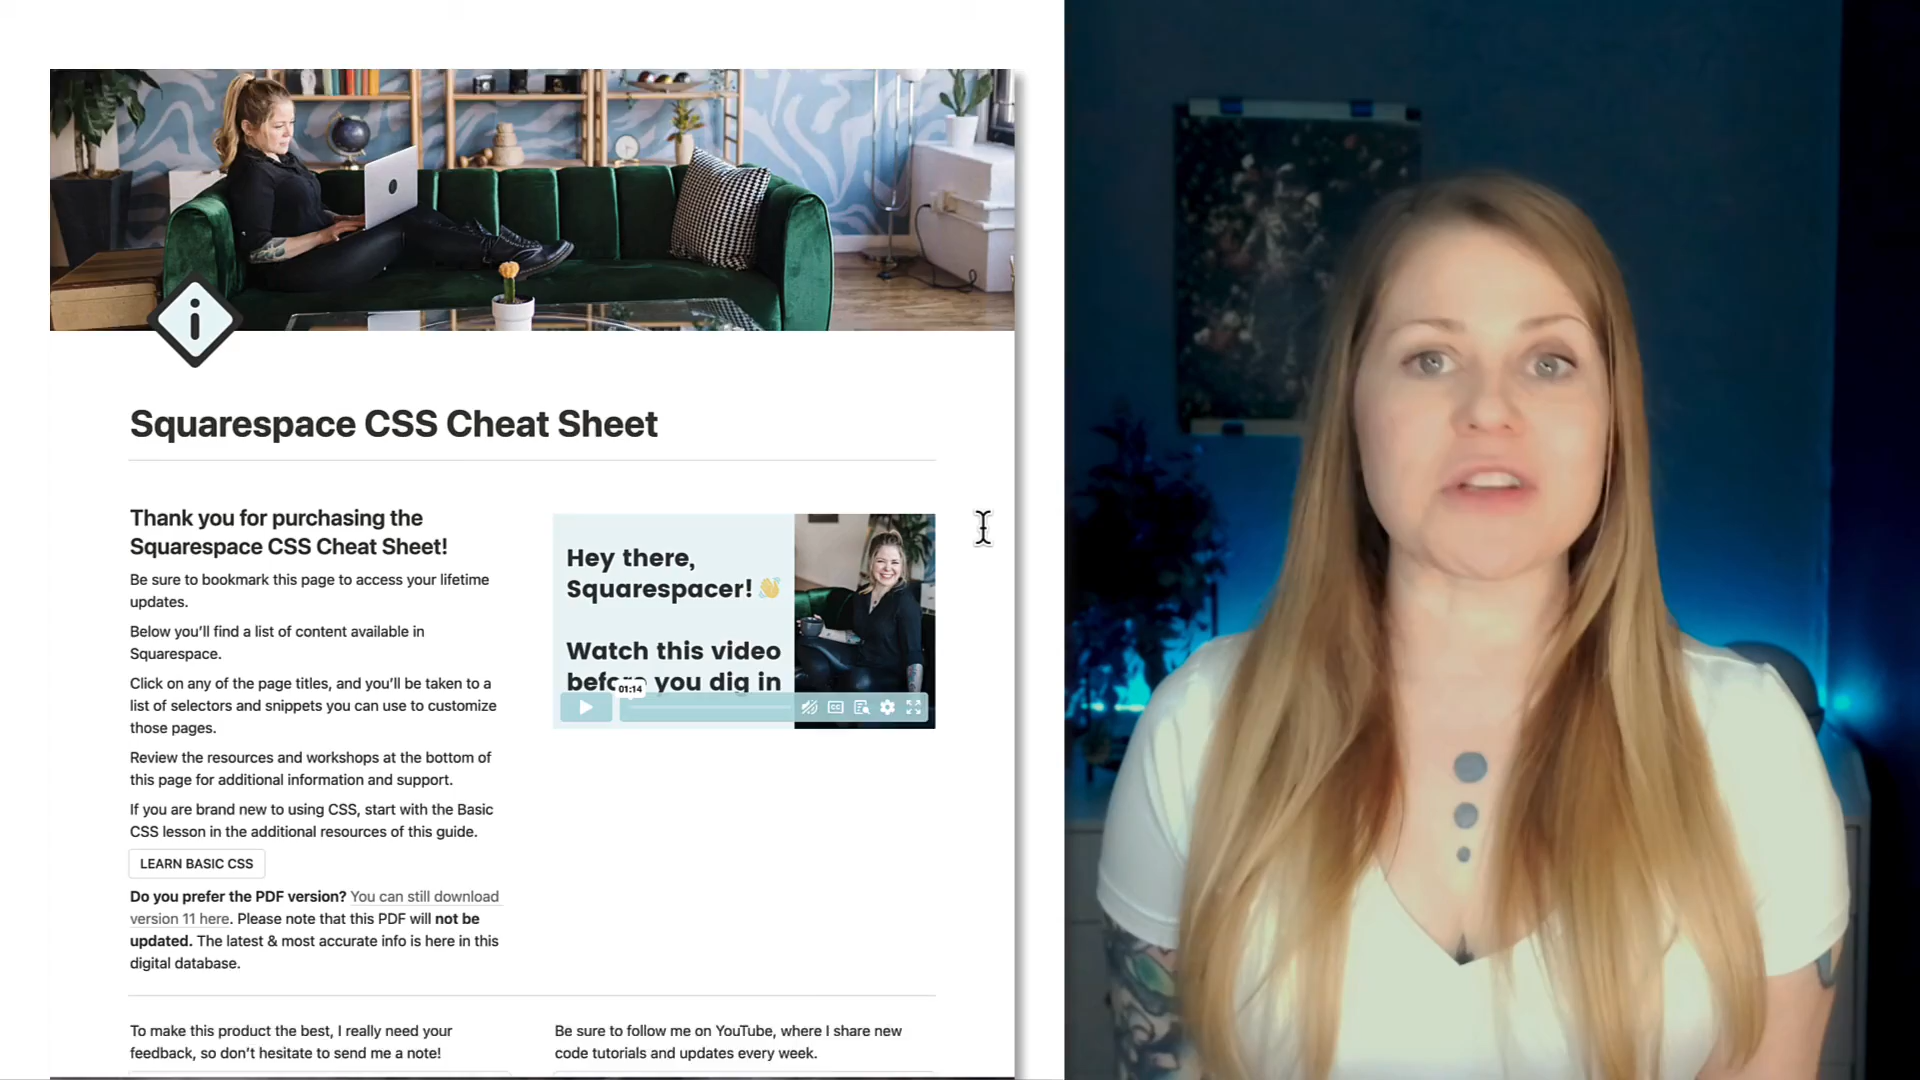 Squarespace CSS Cheat Sheet
Thank you for purchasing the
Squarespace CSS Cheat Sheet!
Be sure to bookmark this page to access your lifetime
updates.
Below you'll find a list of content available in
Squarespace.
Click on any of the page titles, and you'll be taken to a
list of selectors and snippets you can use to customize
those pages.
Review the resources and workshops at the bottom of
this page for additional information and support.
If you are brand new to using CSS, start with the Basic
CSS lesson in the additional resources of this guide.
LEARN BASIC CSS
Do you prefer the PDF version? You can still download
version 11 here. Please note that this PDF will not be
updated. The latest & most accurate info is here in this
digital database.
Hey there,
Squarespacer! 👋
Watch this video
before you dig in
01:14
CC
To make this product the best, I really need your
feedback, so don't hesitate to send me a note!
Be sure to follow me on YouTube, where I share new
code tutorials and updates every week.